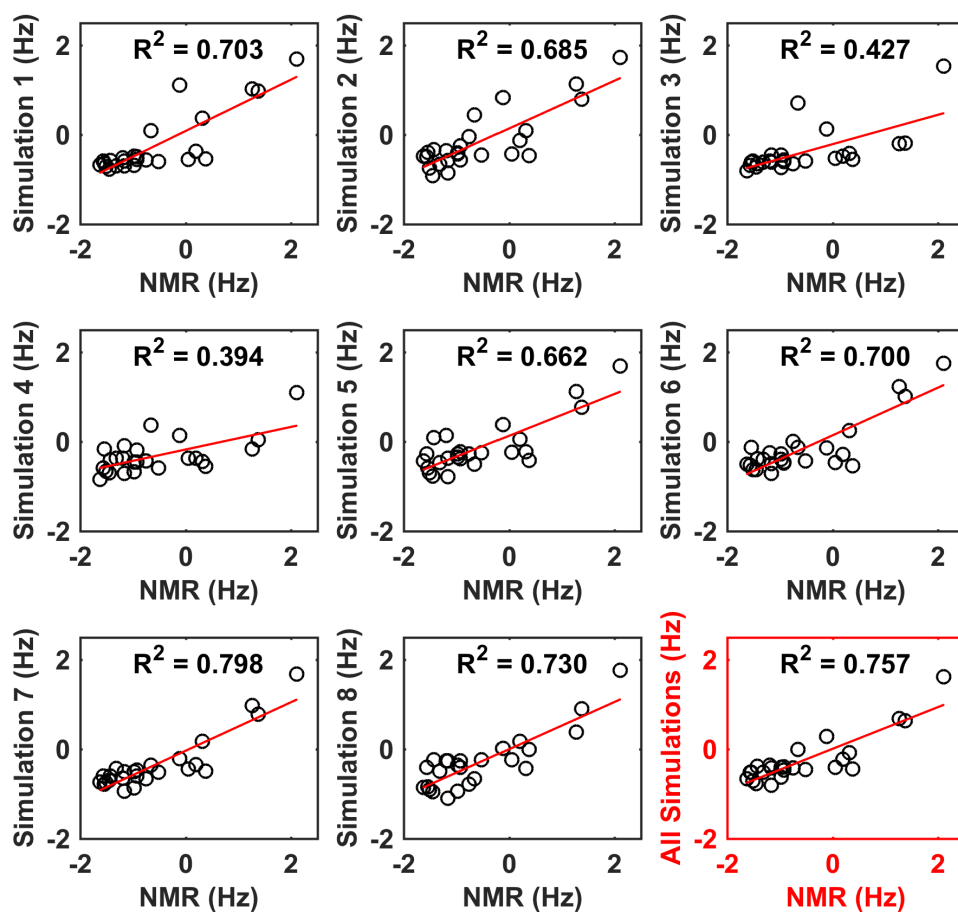 R² = 0.703
Simulation 1 (Hz)
2
0
-2
-2 0 2
NMR (Hz)
R² = 0.685
Simulation 2 (Hz)
2
0
-2
-2 0 2
NMR (Hz)
R² = 0.427
Simulation 3 (Hz)
2
0
-2
-2 0 2
NMR (Hz)
R² = 0.394
Simulation 4 (Hz)
2
0
-2
-2 0 2
NMR (Hz)
R² = 0.662
Simulation 5 (Hz)
2
0
-2
-2 0 2
NMR (Hz)
R² = 0.700
Simulation 6 (Hz)
2
0
-2
-2 0 2
NMR (Hz)
R² = 0.798
Simulation 7 (Hz)
2
0
-2
-2 0 2
NMR (Hz)
R² = 0.730
Simulation 8 (Hz)
2
0
-2
-2 0 2
NMR (Hz)
R² = 0.757
All Simulations (Hz)
2
0
-2
-2 0 2
NMR (Hz)